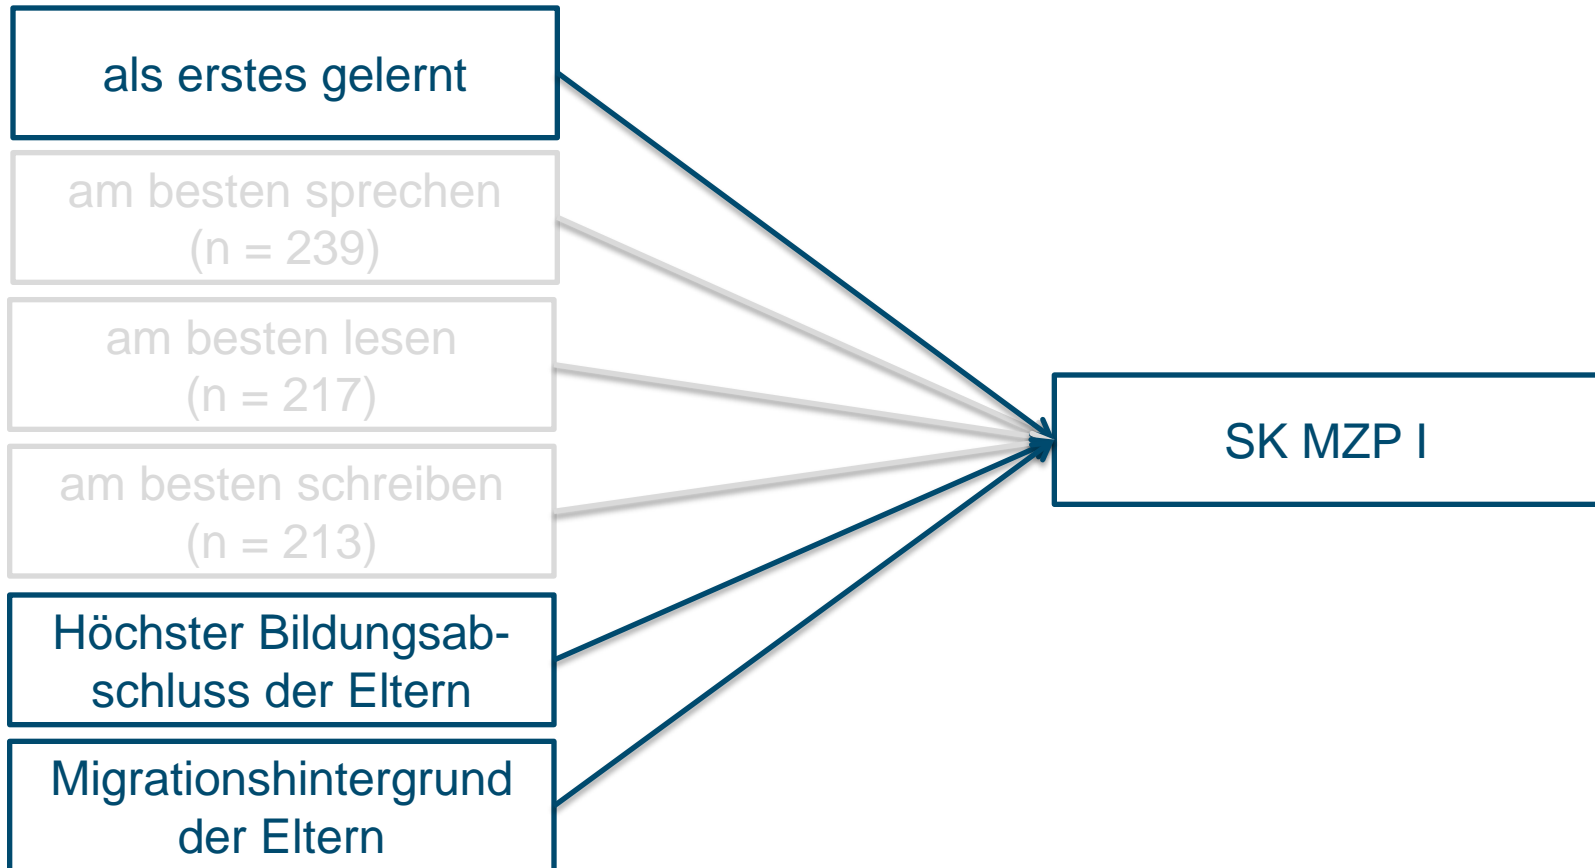 als erstes gelernt
am besten sprechen
(n = 239)
am besten lesen
(n = 217)
am besten schreiben
(n = 213)
Höchster Bildungsab-
schluss der Eltern
Migrationshintergrund
der Eltern
SK MZP I